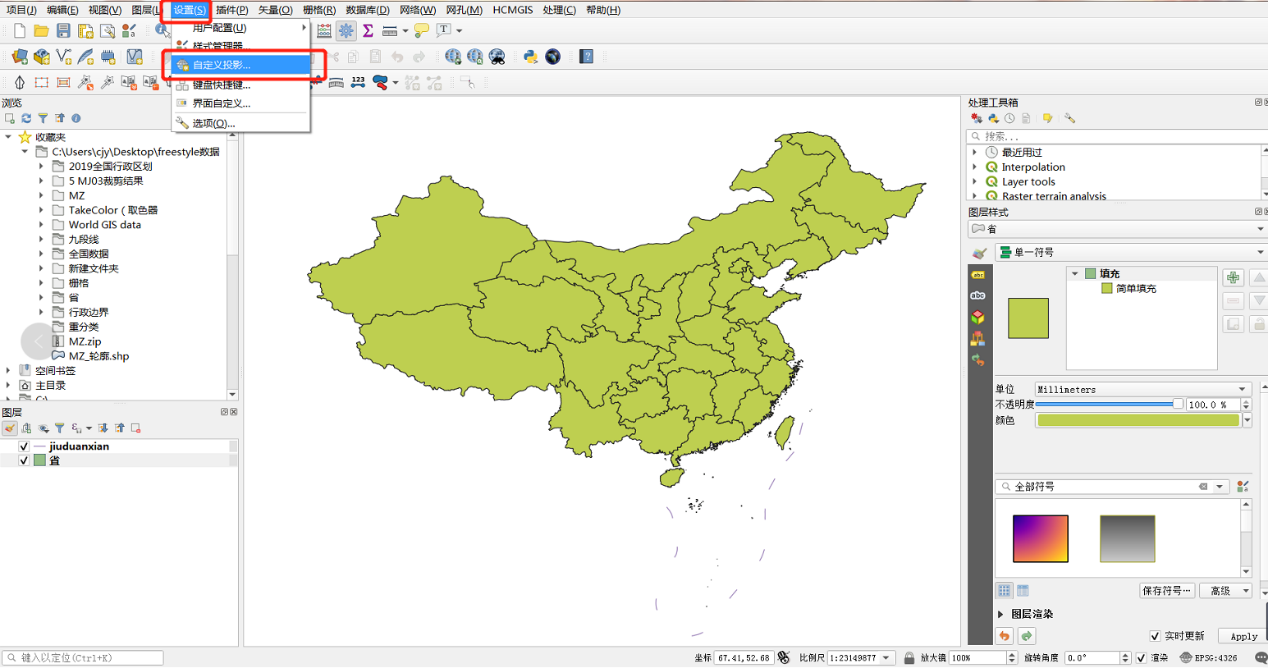 项目(J) 编辑(E) 视图(V) 图层(L) 设置(S) 插件(P) 矢量(O) 栅格(R) 数据库(D) 网络(W) 网孔(M) HCMGIS 处理(C) 帮助(H)
用户配置(U)
样式管理器...
自定义投影...
键盘快捷键...
界面自定义...
选项(O)...
浏览
收藏夹
C:\Users\cjy\Desktop\freestyle数据
2019全国行政区划
5 MJ03裁剪结果
MZ
TakeColor ( 取色器
World GIS data
九段线
全国数据
新建文件夹
栅格
省
行政边界
重分类
MZ.zip
MZ_轮廓.shp
空间书签
主目录
C:\
图层
jiuduanxian
省
处理工具箱
搜索...
最近用过
Interpolation
Layer tools
Raster terrain analysis
图层样式
省
单一符号
填充
简单填充
单位 Millimeters
不透明度 100.0 %
颜色
全部符号
保存符号… 高级
图层渲染
实时更新 Apply
键入以定位(Ctrl+K) 坐标 67.41,52.68 比例尺 1:23149877 放大镜 100% 旋转角度 0.0° 渲染 EPSG:4326